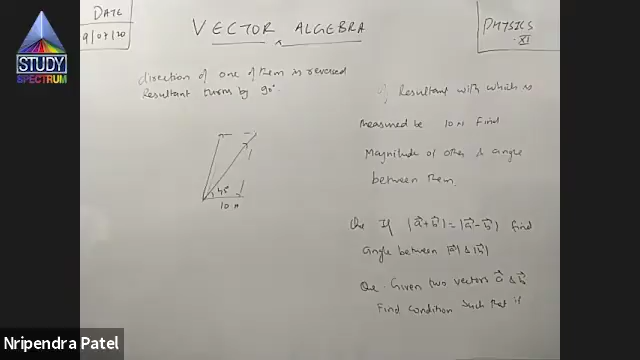 DATE
9/07/20
VECTOR ALGEBRA
PHYSICS
XI
STUDY
SPECTRUM
direction of one of them is reversed
Resultant turns by 90°.
45°
10 N
Resultant with which is
measured be 10 N Find
Magnitude of other & angle
between them.
Que If |a⃗+b⃗| = |a⃗-b⃗| find
angle between |a⃗| & |b⃗|
Que. Given two vectors a⃗ & b⃗
Find condition such that if
Nripendra Patel